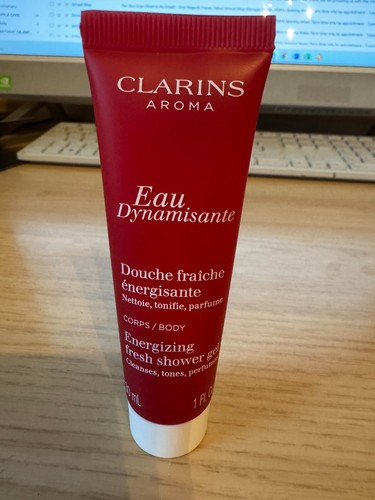 CLARINS
AROMA
Eau
Dynamisante
Douche fraîche
énergisante
Nettoie, tonifie, parfume
CORPS / BODY
Energizing
fresh shower gel
Cleanses, tones, perfumes
mL 1 FL